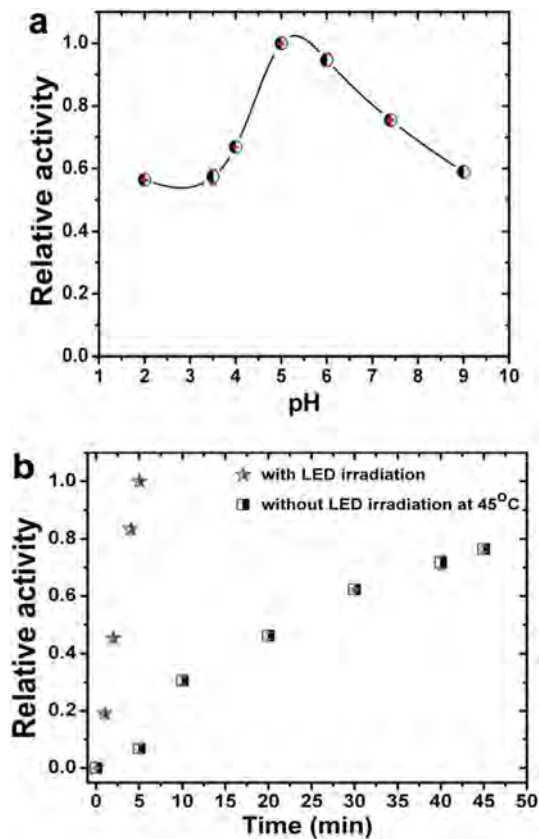 a
Relative activity
1.0
0.8
0.6
0.4
0.2
0.0
1 2 3 4 5 6 7 8 9 10
pH
b
Relative activity
1.0
0.8
0.6
0.4
0.2
0.0
with LED irradiation
without LED irradiation at 45°C
0 5 10 15 20 25 30 35 40 45 50
Time (min)